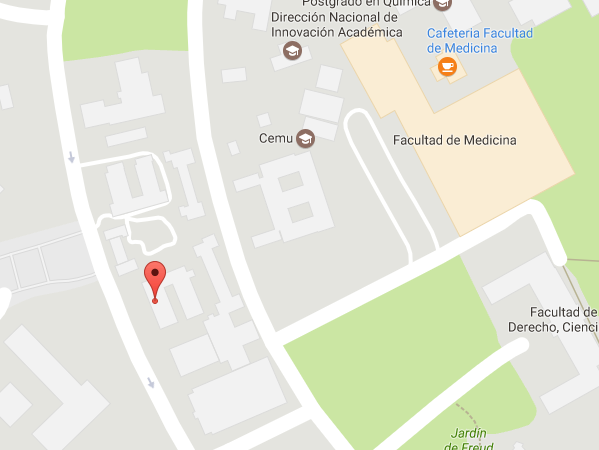 Postgrado en Química
Dirección Nacional de
Innovación Académica
Cafetería Facultad
de Medicina
Cemu
Facultad de Medicina
Facultad de
Derecho, Cienci
Jardín
de Freud